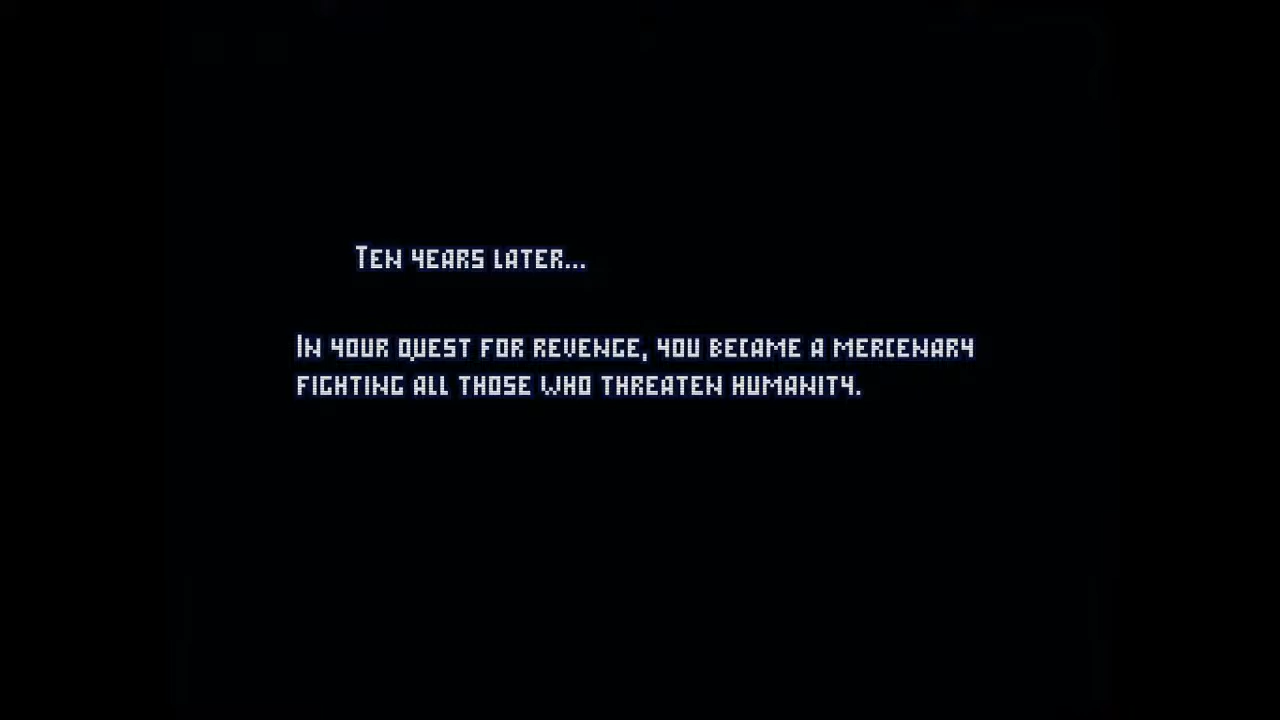 Ten years later...
In your quest for revenge, you became a mercenary
fighting all those who threaten humanity.